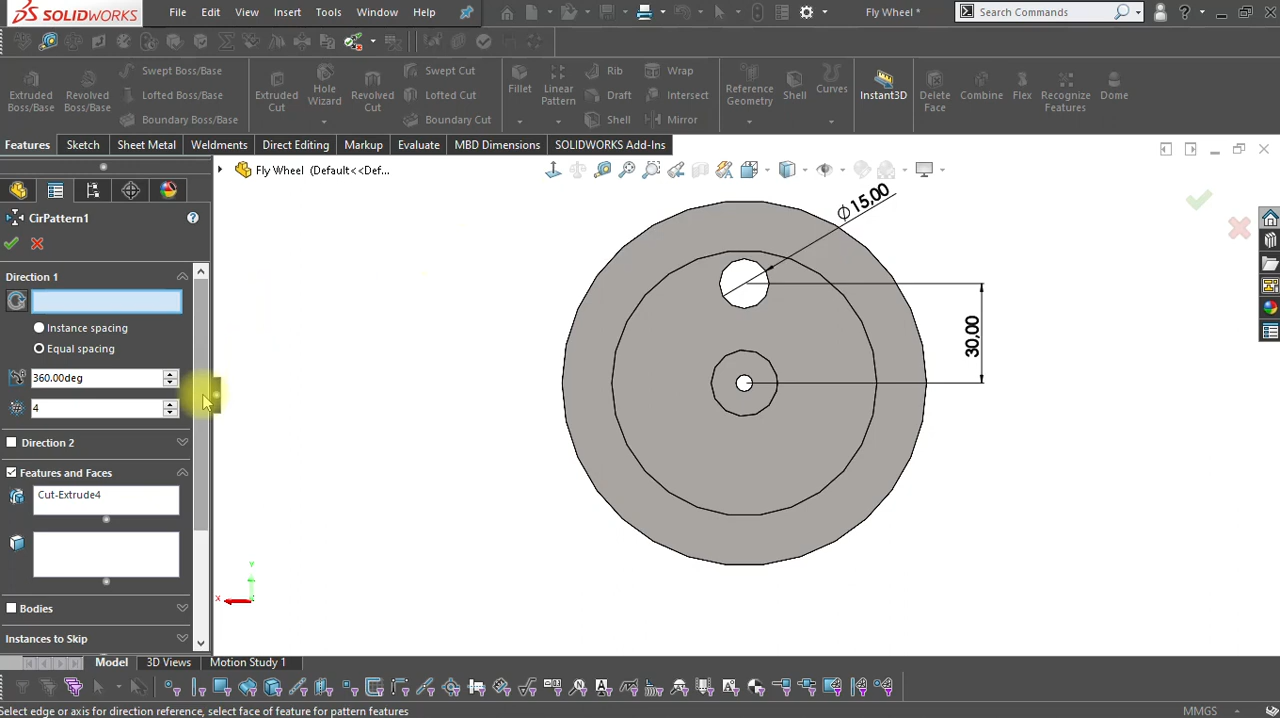 SOLIDWORKS File Edit View Insert Tools Window Help Fly Wheel * Search Commands ?
Extruded Boss/Base
Revolved Boss/Base
Swept Boss/Base
Lofted Boss/Base
Boundary Boss/Base
Extruded Cut
Hole Wizard
Revolved Cut
Swept Cut
Lofted Cut
Boundary Cut
Fillet
Linear Pattern
Rib
Draft
Shell
Wrap
Intersect
Mirror
Reference Geometry
Shell
Curves
Instant3D
Delete Face
Combine
Flex
Recognize Features
Dome
Features Sketch Sheet Metal Weldments Direct Editing Markup Evaluate MBD Dimensions SOLIDWORKS Add-Ins
Fly Wheel (Default<<Def...
CirPattern1
Direction 1
Instance spacing
Equal spacing
360.00deg
4
Direction 2
Features and Faces
Cut-Extrude4
Bodies
Instances to Skip
∅15,00
30,00
Y
X
Model 3D Views Motion Study 1
Select edge or axis for direction reference, select face of feature for pattern features
MMGS